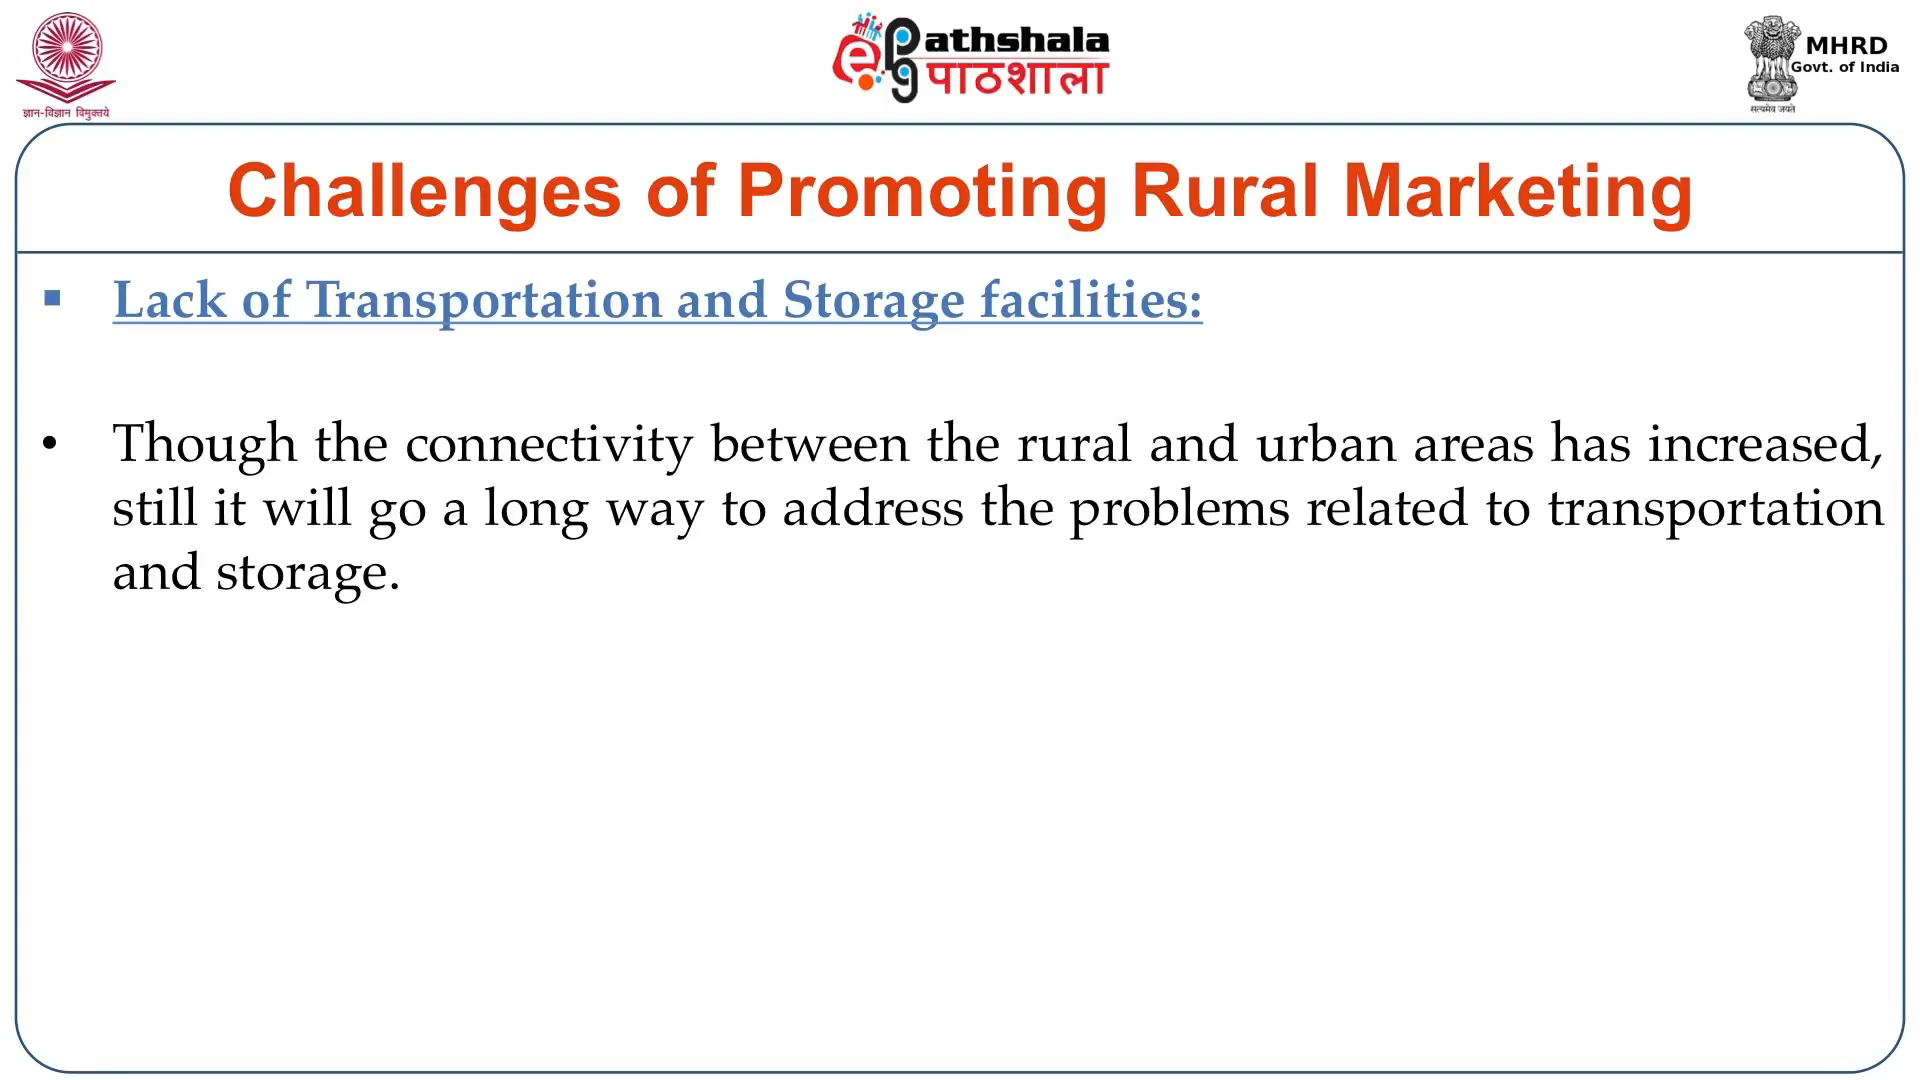 ज्ञान-विज्ञान विमुक्तये
ePathshala
पाठशाला
MHRD
Govt. of India
सत्यमेव जयते
Challenges of Promoting Rural Marketing
▪ Lack of Transportation and Storage facilities:
• Though the connectivity between the rural and urban areas has increased,
still it will go a long way to address the problems related to transportation
and storage.